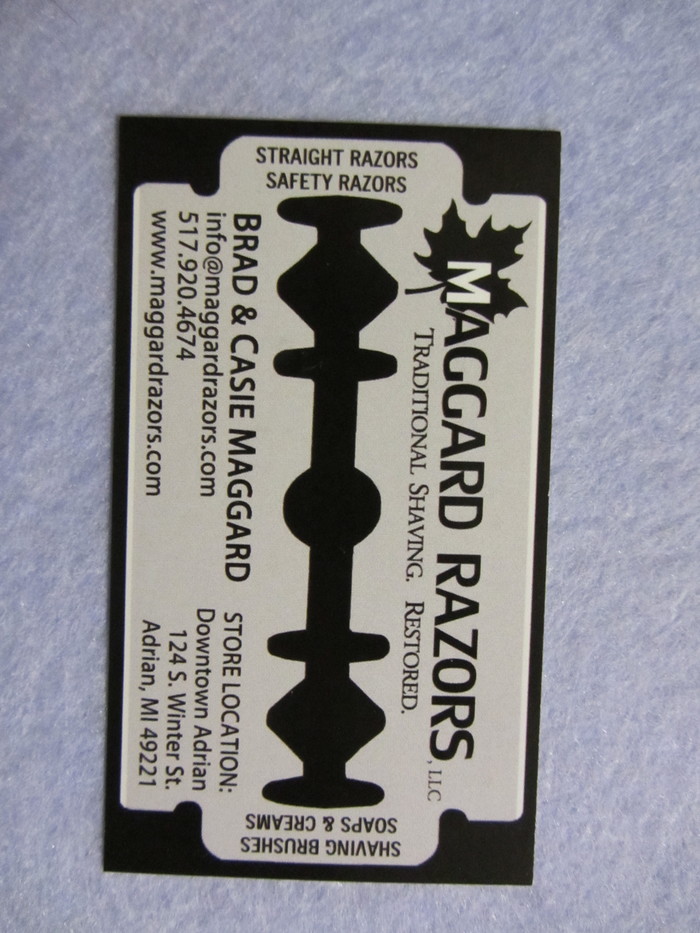 MAGGARD RAZORS, LLC
TRADITIONAL SHAVING. RESTORED.
STRAIGHT RAZORS
SAFETY RAZORS
SHAVING BRUSHES
SOAPS & CREAMS
BRAD & CASIE MAGGARD
info@maggardrazors.com
517.920.4674
www.maggardrazors.com
STORE LOCATION:
Downtown Adrian
124 S. Winter St.
Adrian, MI 49221